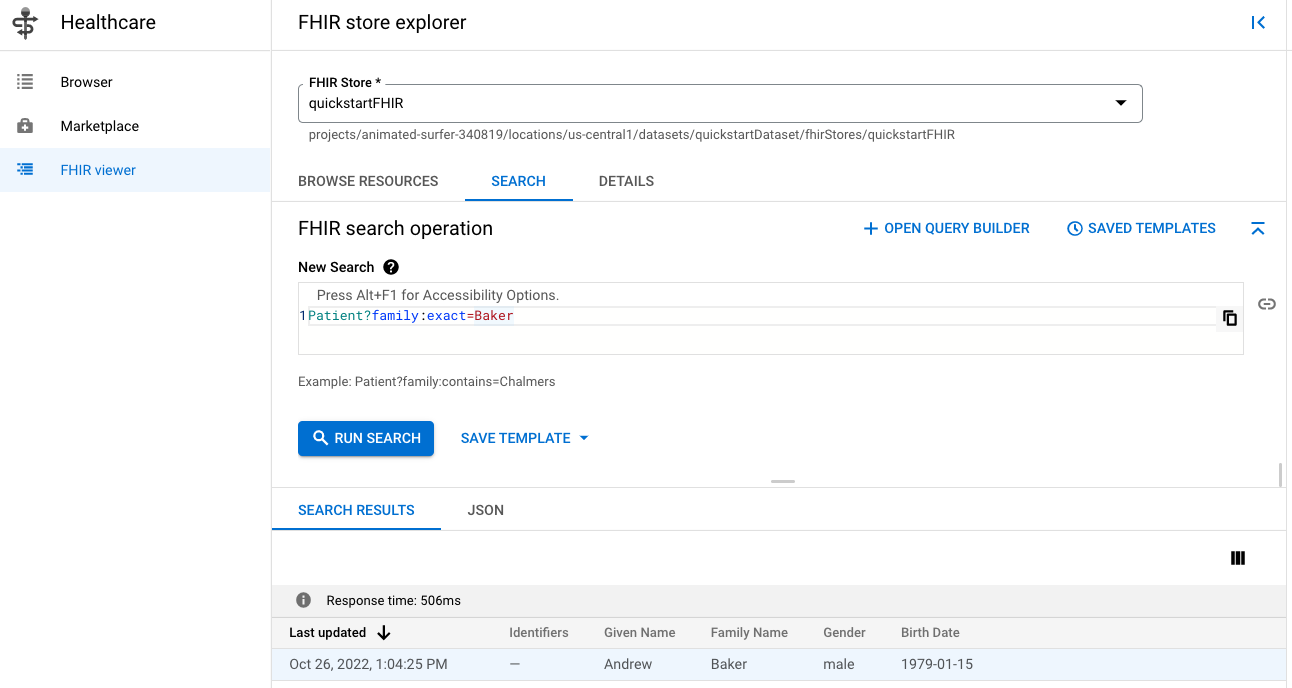 Healthcare
FHIR store explorer
Browser
Marketplace
FHIR viewer
FHIR Store *
quickstartFHIR
projects/animated-surfer-340819/locations/us-central1/datasets/quickstartDataset/fhirStores/quickstartFHIR
BROWSE RESOURCES SEARCH DETAILS
FHIR search operation
OPEN QUERY BUILDER SAVED TEMPLATES
New Search ?
Press Alt+F1 for Accessibility Options.
1 Patient?family:exact=Baker
Example: Patient?family:contains=Chalmers
RUN SEARCH SAVE TEMPLATE
SEARCH RESULTS JSON
Response time: 506ms
Last updated Identifiers Given Name Family Name Gender Birth Date
Oct 26, 2022, 1:04:25 PM — Andrew Baker male 1979-01-15